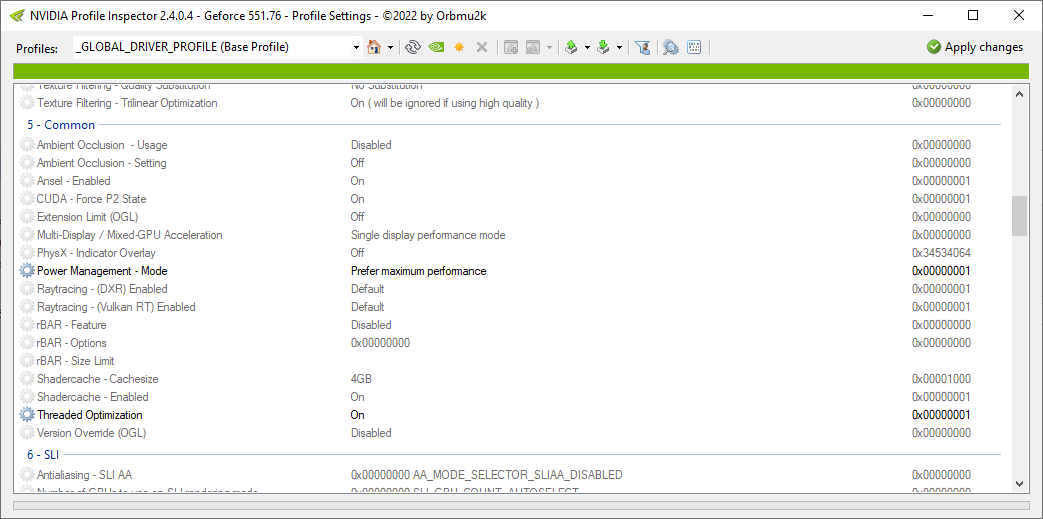 NVIDIA Profile Inspector 2.4.0.4 - Geforce 551.76 - Profile Settings - ©2022 by Orbmu2k
Profiles: _GLOBAL_DRIVER_PROFILE (Base Profile) Apply changes
Texture Filtering - Quality Substitution No Substitution 0x00000000
Texture Filtering - Trilinear Optimization On ( will be ignored if using high quality ) 0x00000000
5 - Common
Ambient Occlusion - Usage Disabled 0x00000000
Ambient Occlusion - Setting Off 0x00000000
Ansel - Enabled On 0x00000001
CUDA - Force P2 State On 0x00000001
Extension Limit (OGL) Off 0x00000000
Multi-Display / Mixed-GPU Acceleration Single display performance mode 0x00000000
PhysX - Indicator Overlay Off 0x34534064
Power Management - Mode Prefer maximum performance 0x00000001
Raytracing - (DXR) Enabled Default 0x00000001
Raytracing - (Vulkan RT) Enabled Default 0x00000001
rBAR - Feature Disabled 0x00000000
rBAR - Options 0x00000000 0x00000000
rBAR - Size Limit
Shadercache - Cachesize 4GB 0x00001000
Shadercache - Enabled On 0x00000001
Threaded Optimization On 0x00000001
Version Override (OGL) Disabled 0x00000000
6 - SLI
Antialiasing - SLI AA 0x00000000 AA_MODE_SELECTOR_SLIAA_DISABLED 0x00000000
Number of GPUs to use on SLI rendering mode 0x00000000 SLI_GPU_COUNT_AUTOSELECT 0x00000000